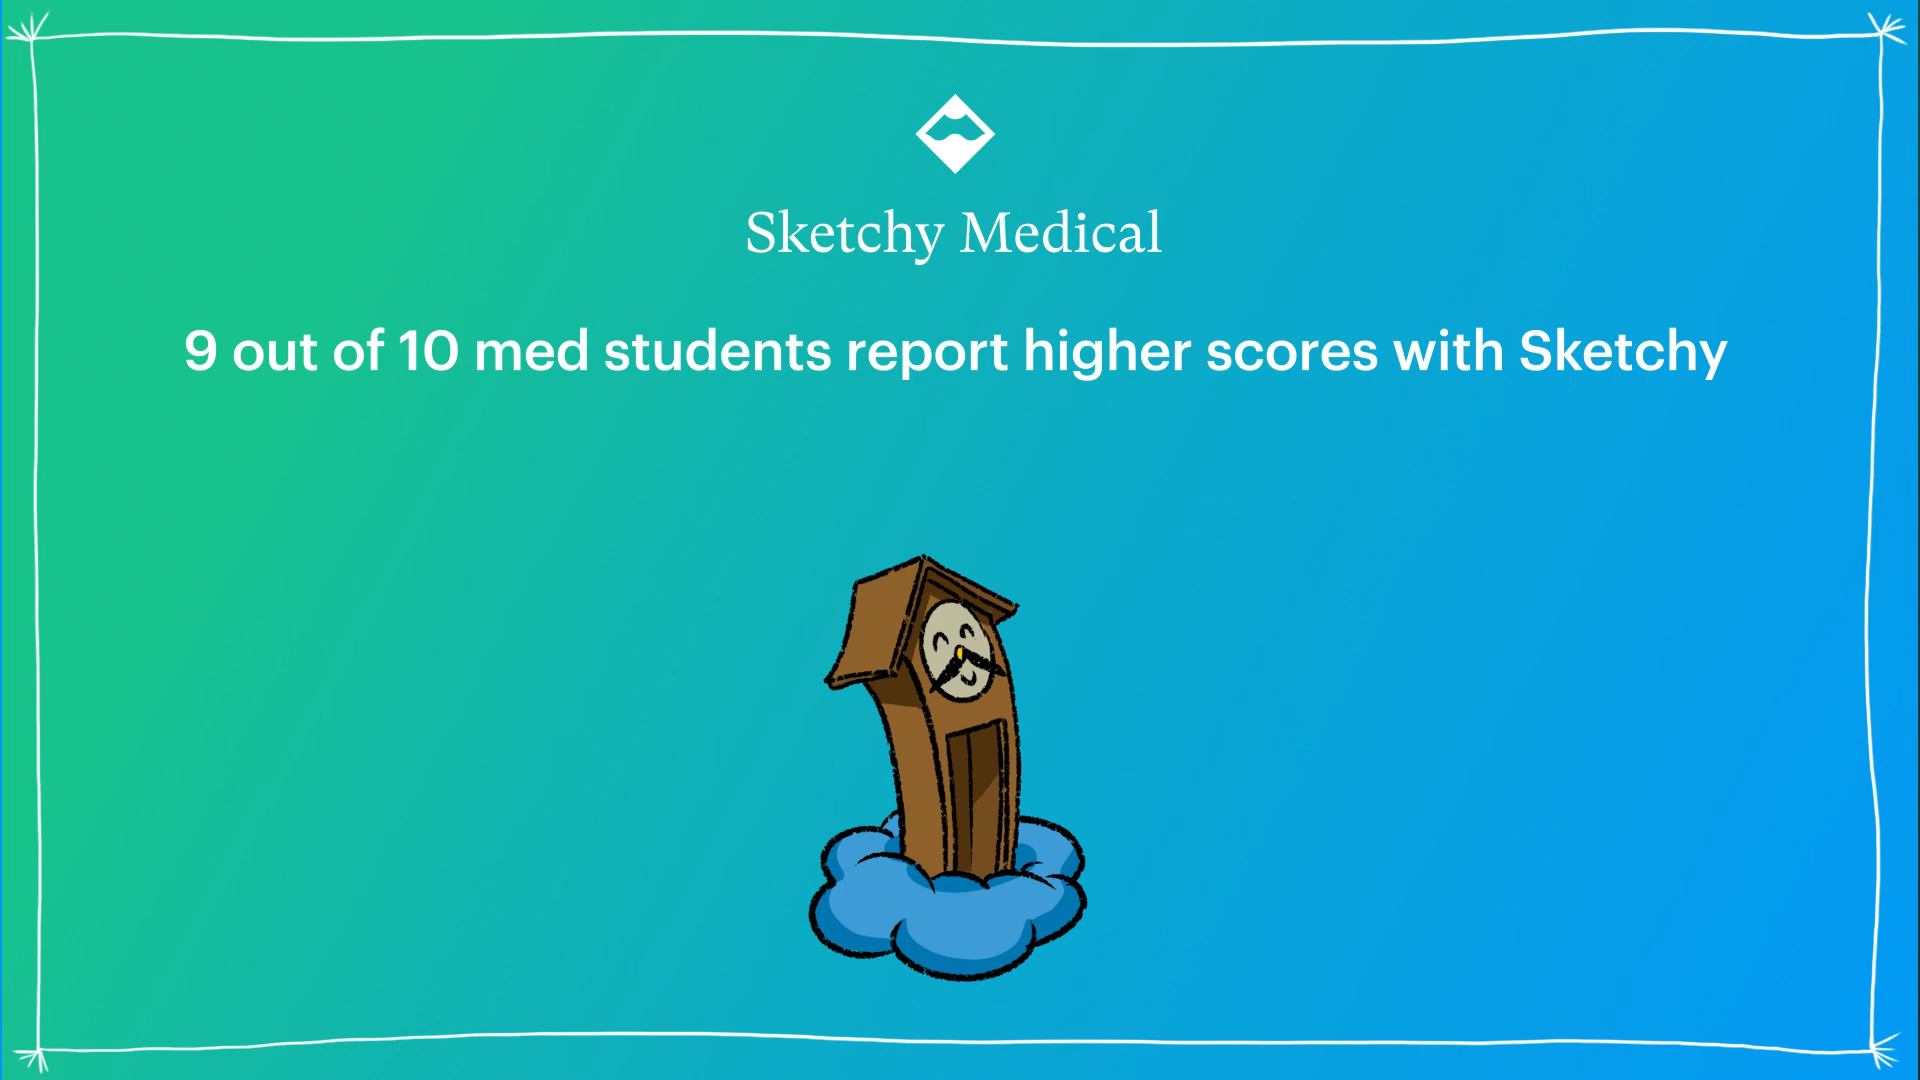 Sketchy Medical
9 out of 10 med students report higher scores with Sketchy